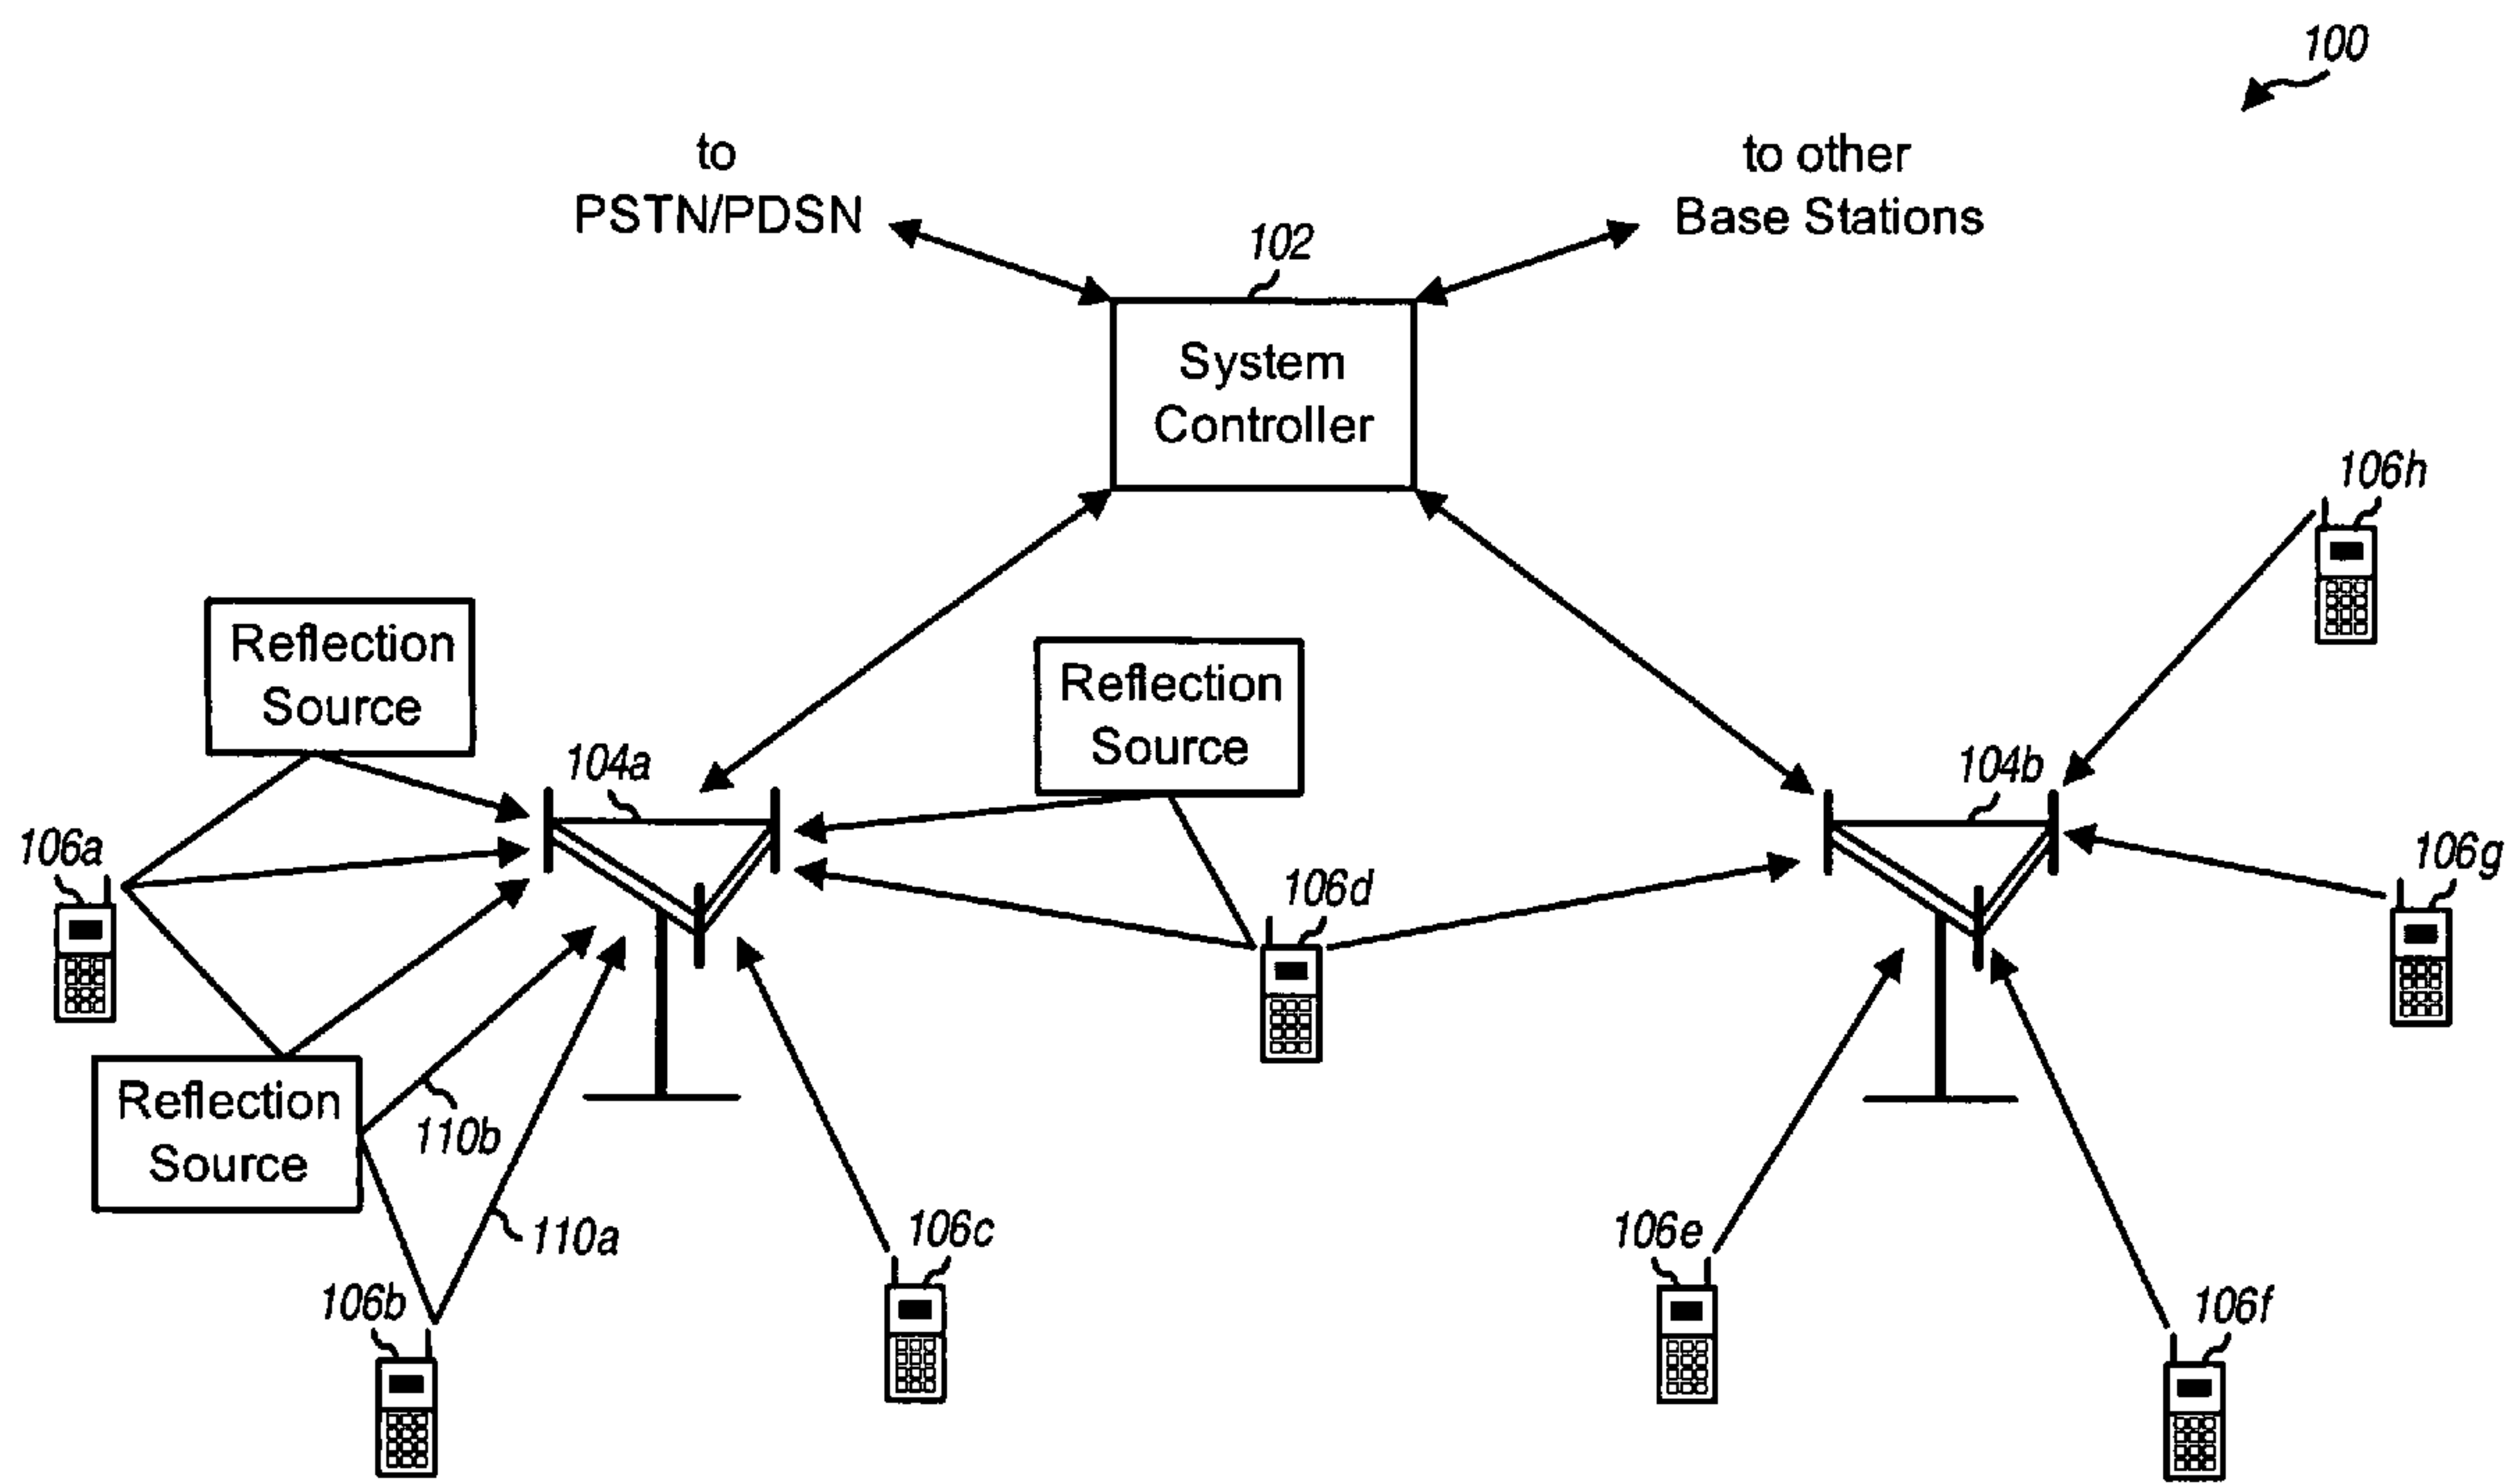 100
to
PSTN/PDSN
to other
Base Stations
102
System
Controller
106h
Reflection
Source
Reflection
Source
104a
104b
106a
106d
106g
Reflection
Source
110b
110a
106c
106e
106b
106f